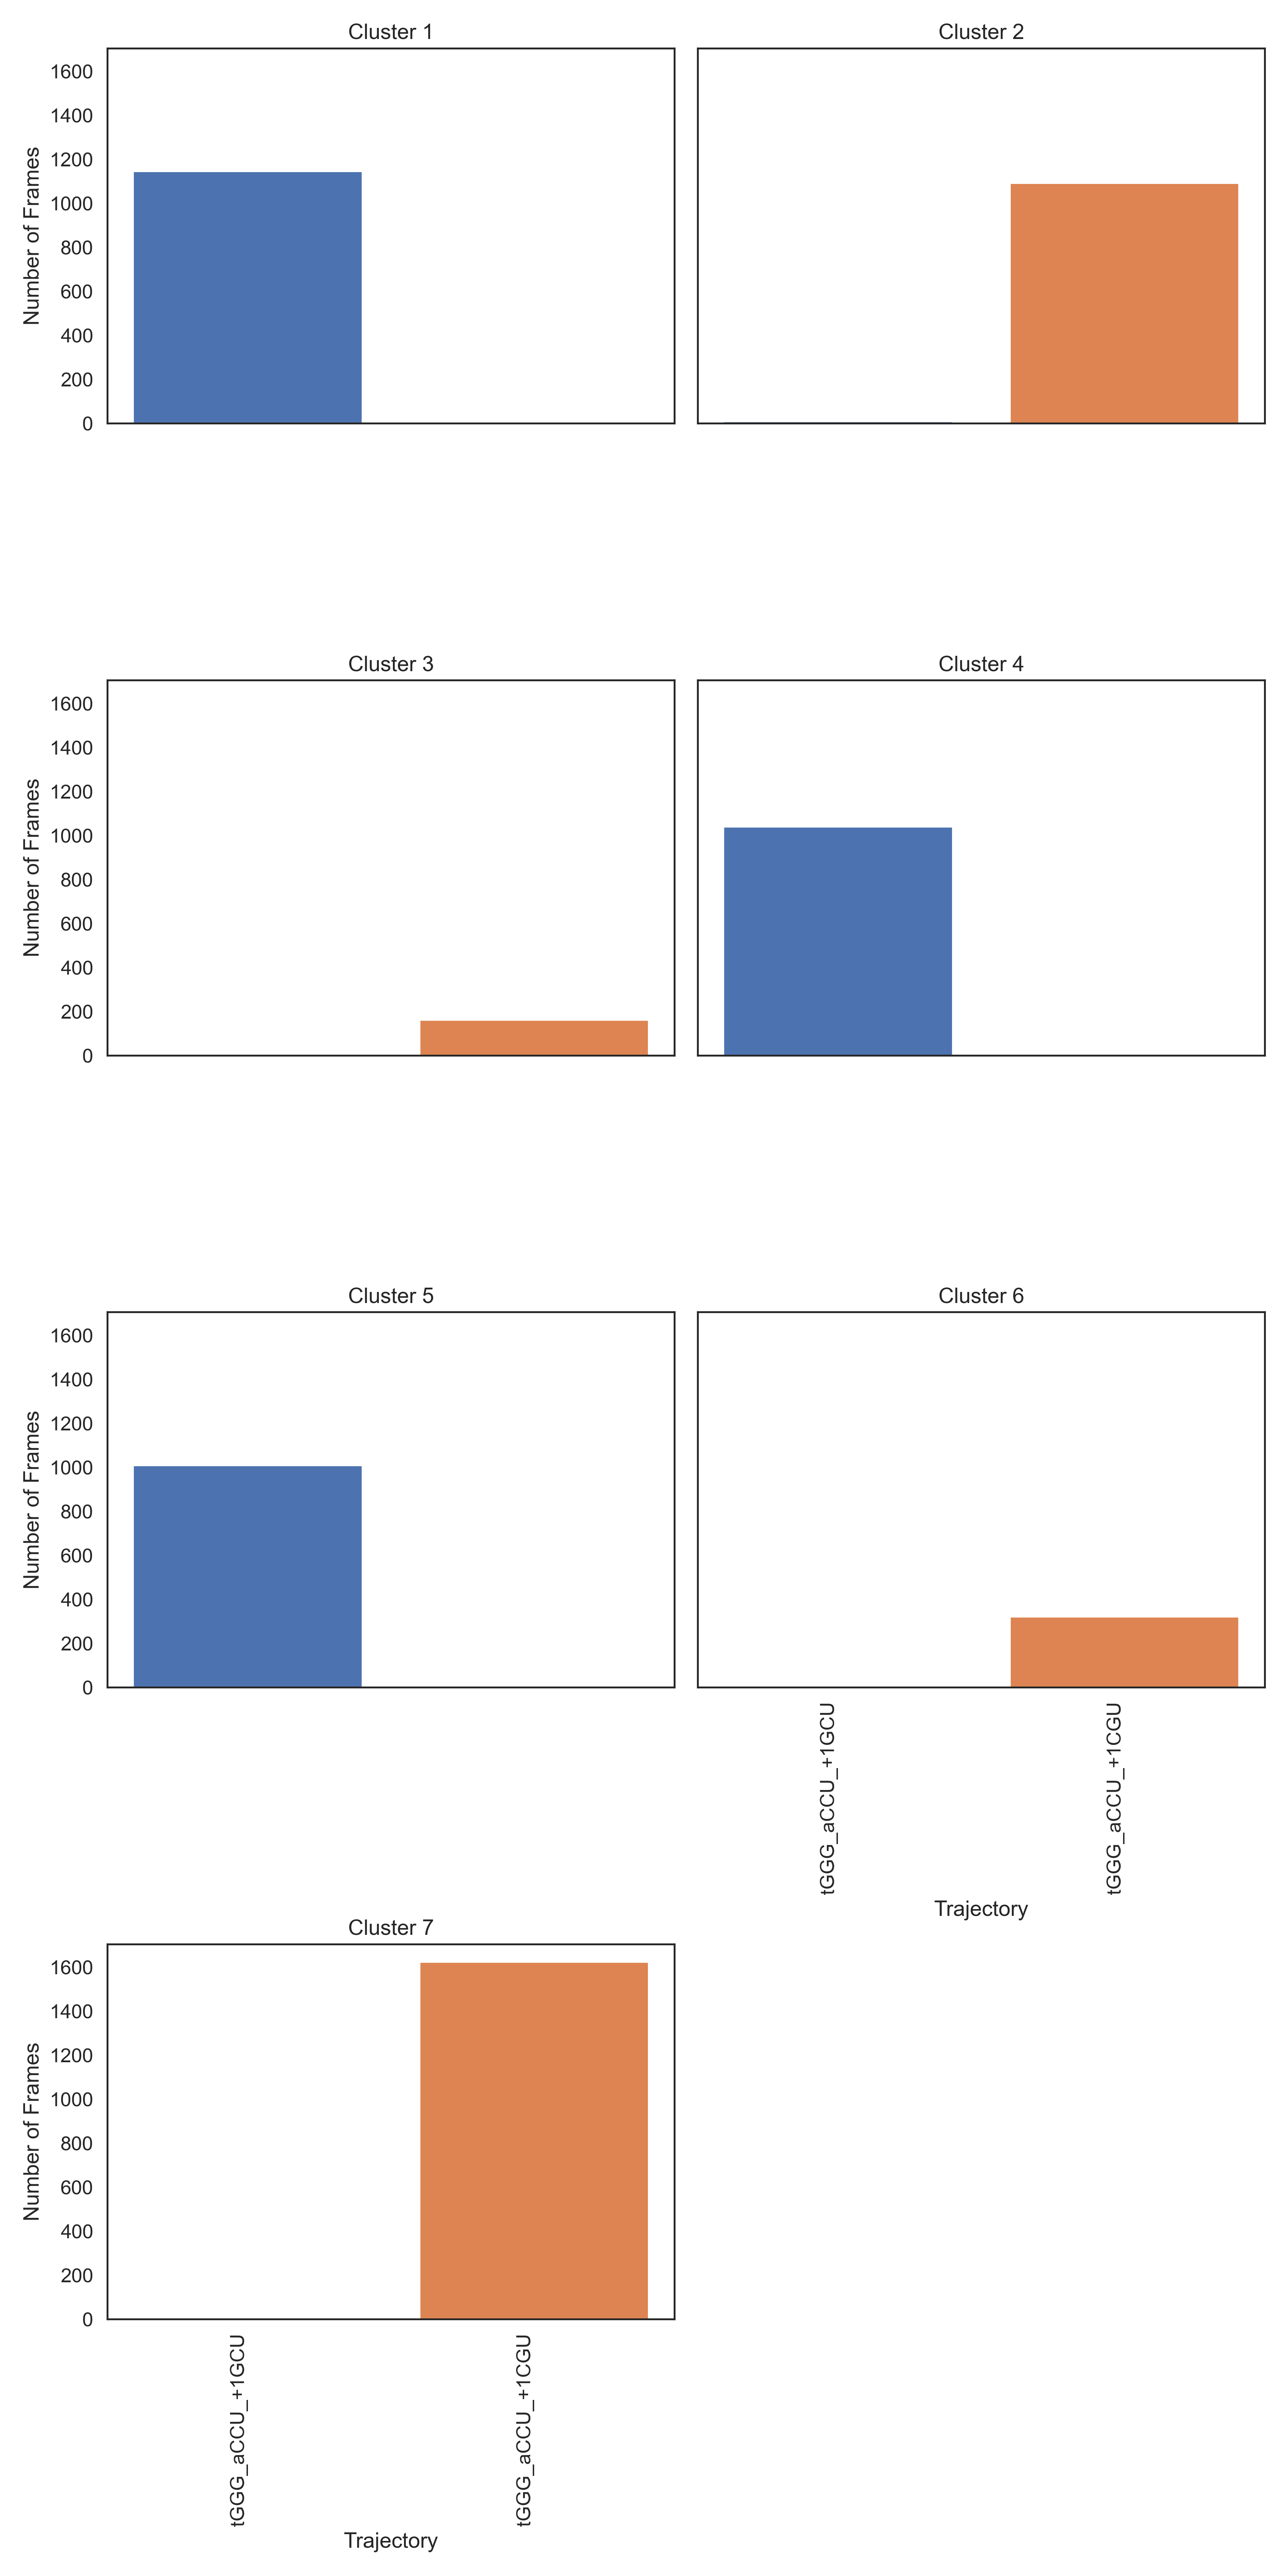 Cluster 1
Cluster 2
1600
1400
1200
1000
800
600
400
200
0
Number of Frames
Cluster 3
Cluster 4
1600
1400
1200
1000
800
600
400
200
0
Number of Frames
Cluster 5
Cluster 6
1600
1400
1200
1000
800
600
400
200
0
Number of Frames
tGGG_aCCU_+1GCU
tGGG_aCCU_+1CGU
Trajectory
Cluster 7
1600
1400
1200
1000
800
600
400
200
0
Number of Frames
tGGG_aCCU_+1GCU
tGGG_aCCU_+1CGU
Trajectory